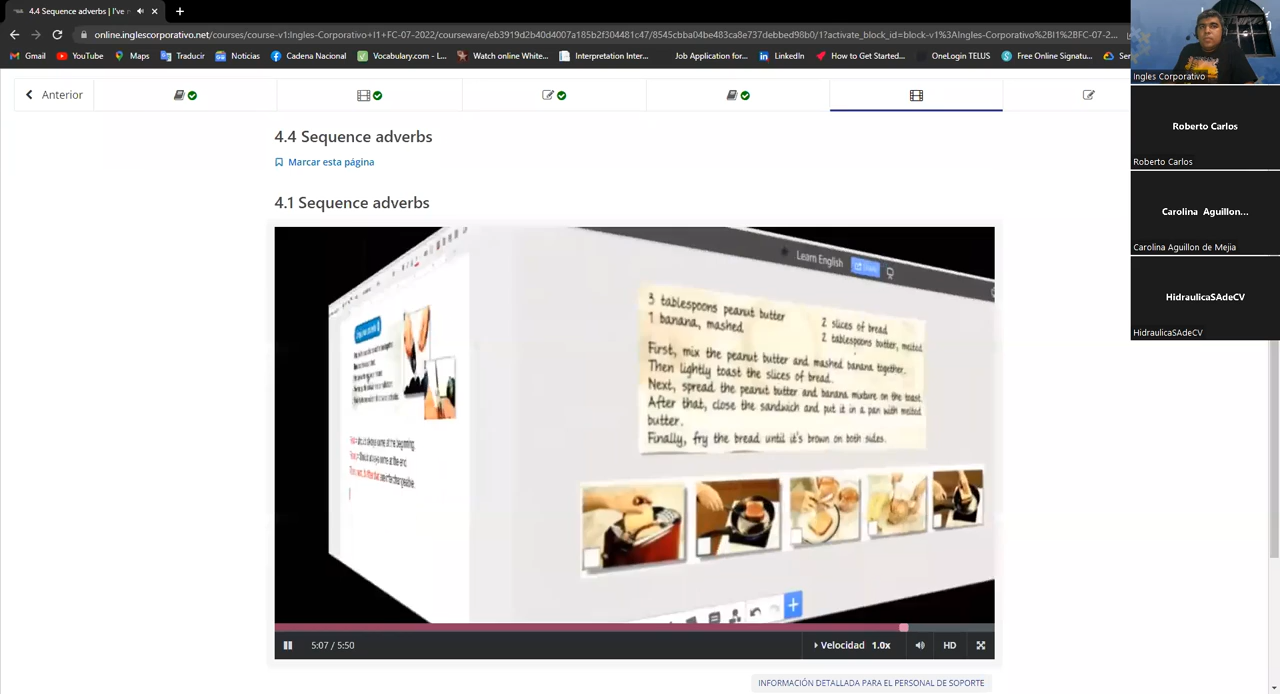 4.4 Sequence adverbs | I've
online.inglescorporativo.net/courses/course-v1:Ingles-Corporativo+I1+FC-07-2022/courseware/eb3919d2b40d4007a185b2f304481c47/8545cbba04be483ca8e737debbed98b0/1?activate_block_id=block-v1%3AIngles-Corporativo%2BI1%2BFC-07-2...
Gmail YouTube Maps Traducir Noticias Cadena Nacional Vocabulary.com - L... Watch online White... Interpretation Inter... Job Application for... LinkedIn How to Get Started... OneLogin TELUS Free Online Signatu...
Ingles Corporativo
Anterior
Roberto Carlos
Roberto Carlos
4.4 Sequence adverbs
Marcar esta página
4.1 Sequence adverbs
Carolina Aguillon...
Carolina Aguillon de Mejia
HidraulicaSAdeCV
HidraulicaSAdeCV
Learn English
3 tablespoons peanut butter
1 banana, mashed
2 slices of bread
2 tablespoons butter, melted
First, mix the peanut butter and mashed banana together.
Then lightly toast the slices of bread.
Next, spread the peanut butter and banana mixture on the toast.
After that, close the sandwich and put it in a pan with melted
butter.
Finally, fry the bread until it's brown on both sides.
5:07 / 5:50
Velocidad 1.0x
HD
INFORMACIÓN DETALLADA PARA EL PERSONAL DE SOPORTE